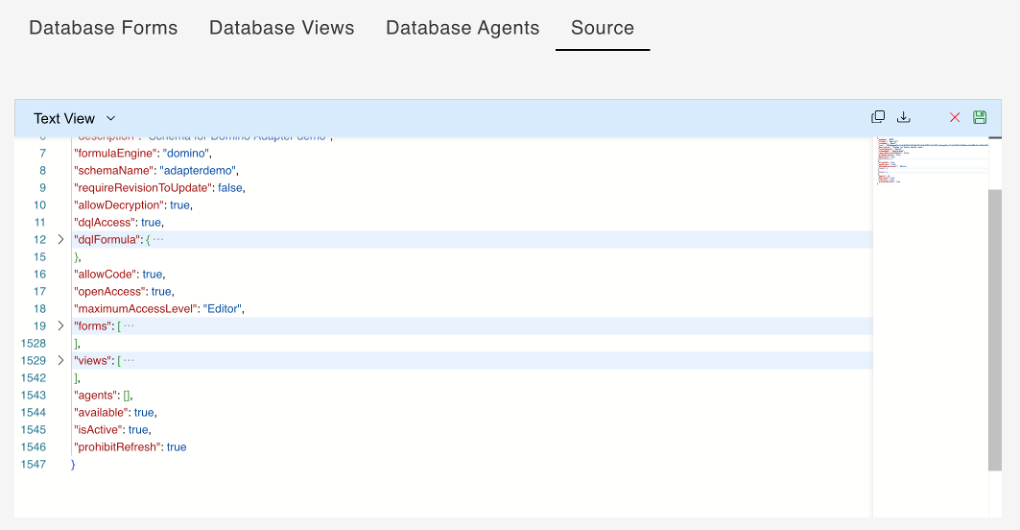 Database Forms Database Views Database Agents Source
Text View
6 "description": "Schema for Domino Adapter demo",
7 "formulaEngine": "domino",
8 "schemaName": "adapterdemo",
9 "requireRevisionToUpdate": false,
10 "allowDecryption": true,
11 "dqlAccess": true,
12 "dqlFormula": { ···
15 },
16 "allowCode": true,
17 "openAccess": true,
18 "maximumAccessLevel": "Editor",
19 "forms": [ ···
1528 ],
1529 "views": [ ···
1542 ],
1543 "agents": [],
1544 "available": true,
1545 "isActive": true,
1546 "prohibitRefresh": true
1547 }